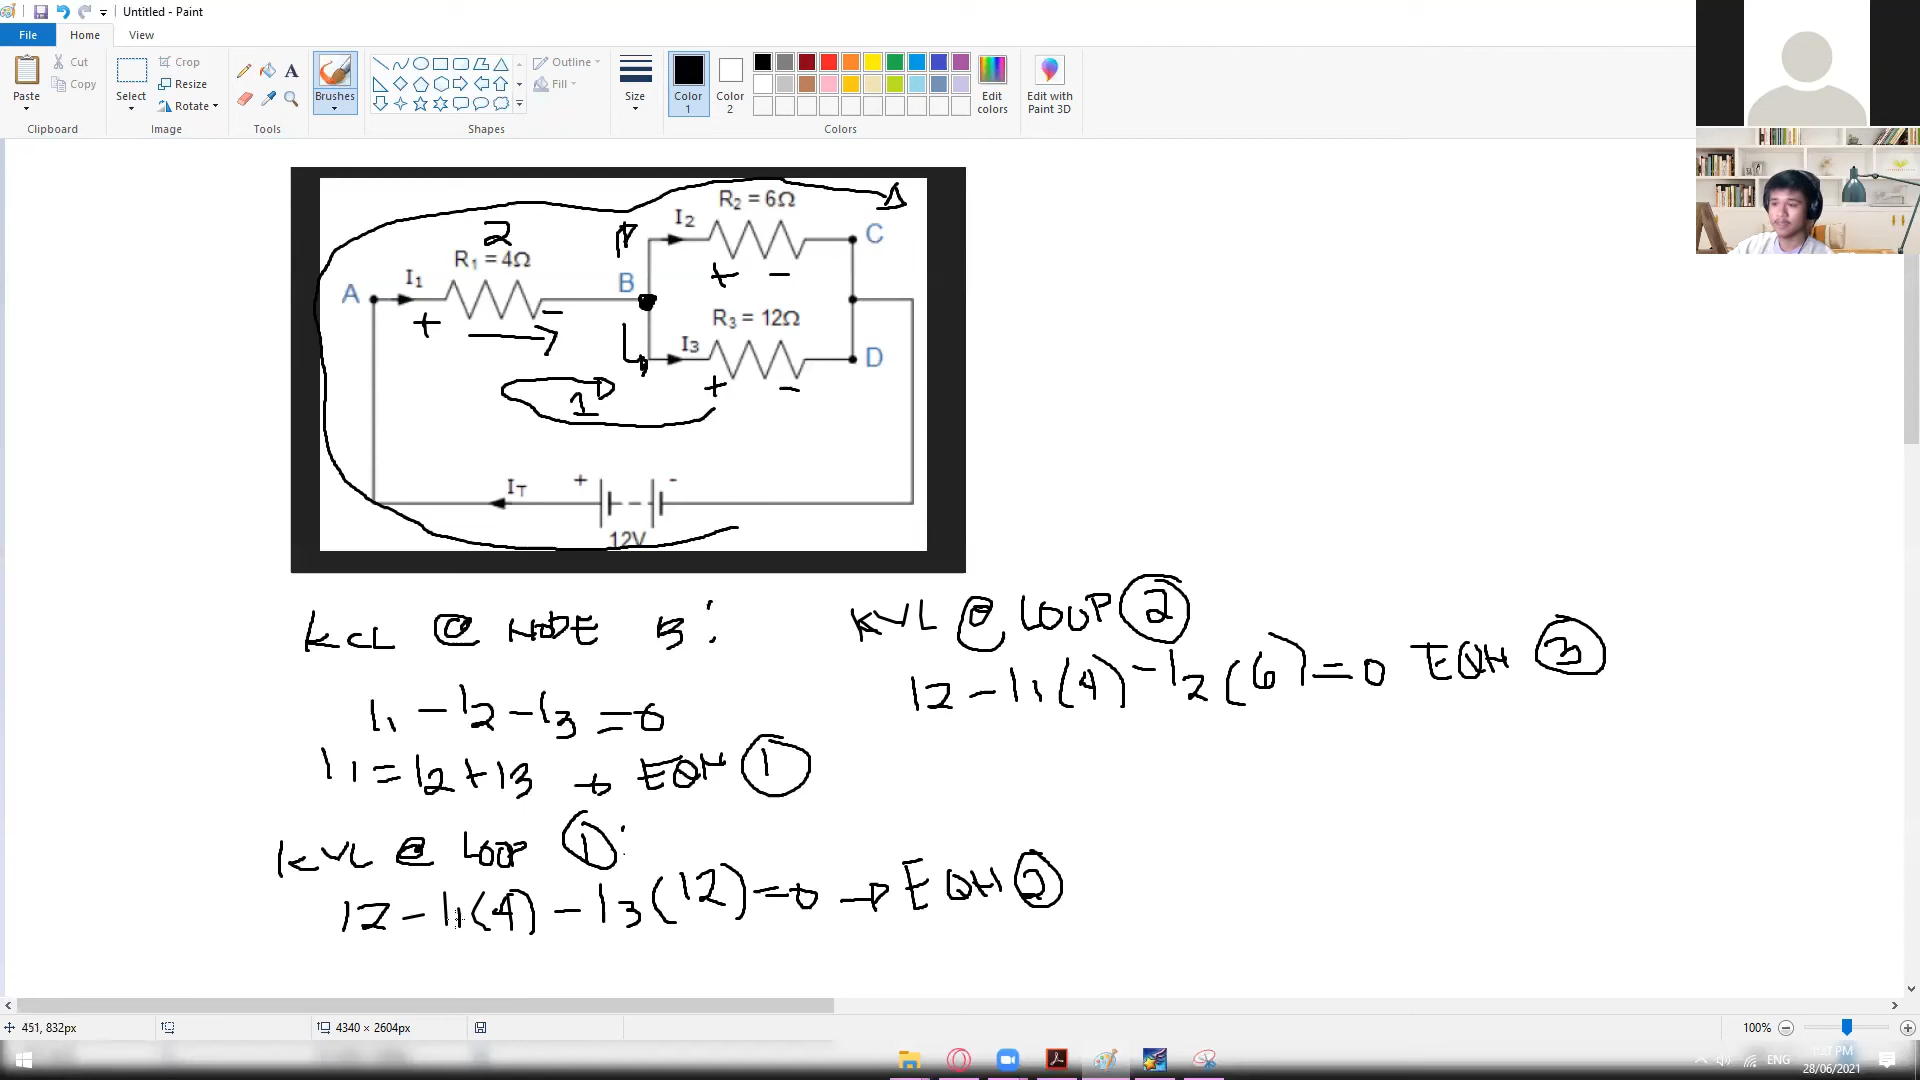 Untitled - Paint
File Home View
Paste
Cut
Copy
Clipboard
Select
Crop
Resize
Rotate
Image
A
Tools
Brushes
Shapes
Outline
Fill
Size
Color 1
Color 2
Edit colors
Colors
Edit with Paint 3D
R2 = 6Ω
I2
C
2
R1 = 4Ω
B
+ -
A
I1
+ -
R3 = 12Ω
I3
D
+ -
1
IT
+ -
12V
KCL @ NODE B:
I1 - I2 - I3 = 0
I1 = I2 + I3 → EQN 1
KVL @ LOOP 1:
12 - I1(4) - I3(12) = 0 → EQN 2
KVL @ LOOP 2
12 - I1(4) - I2(6) = 0 EQN 3
451, 832px
4340 × 2604px
100%
ENG
28/06/2021